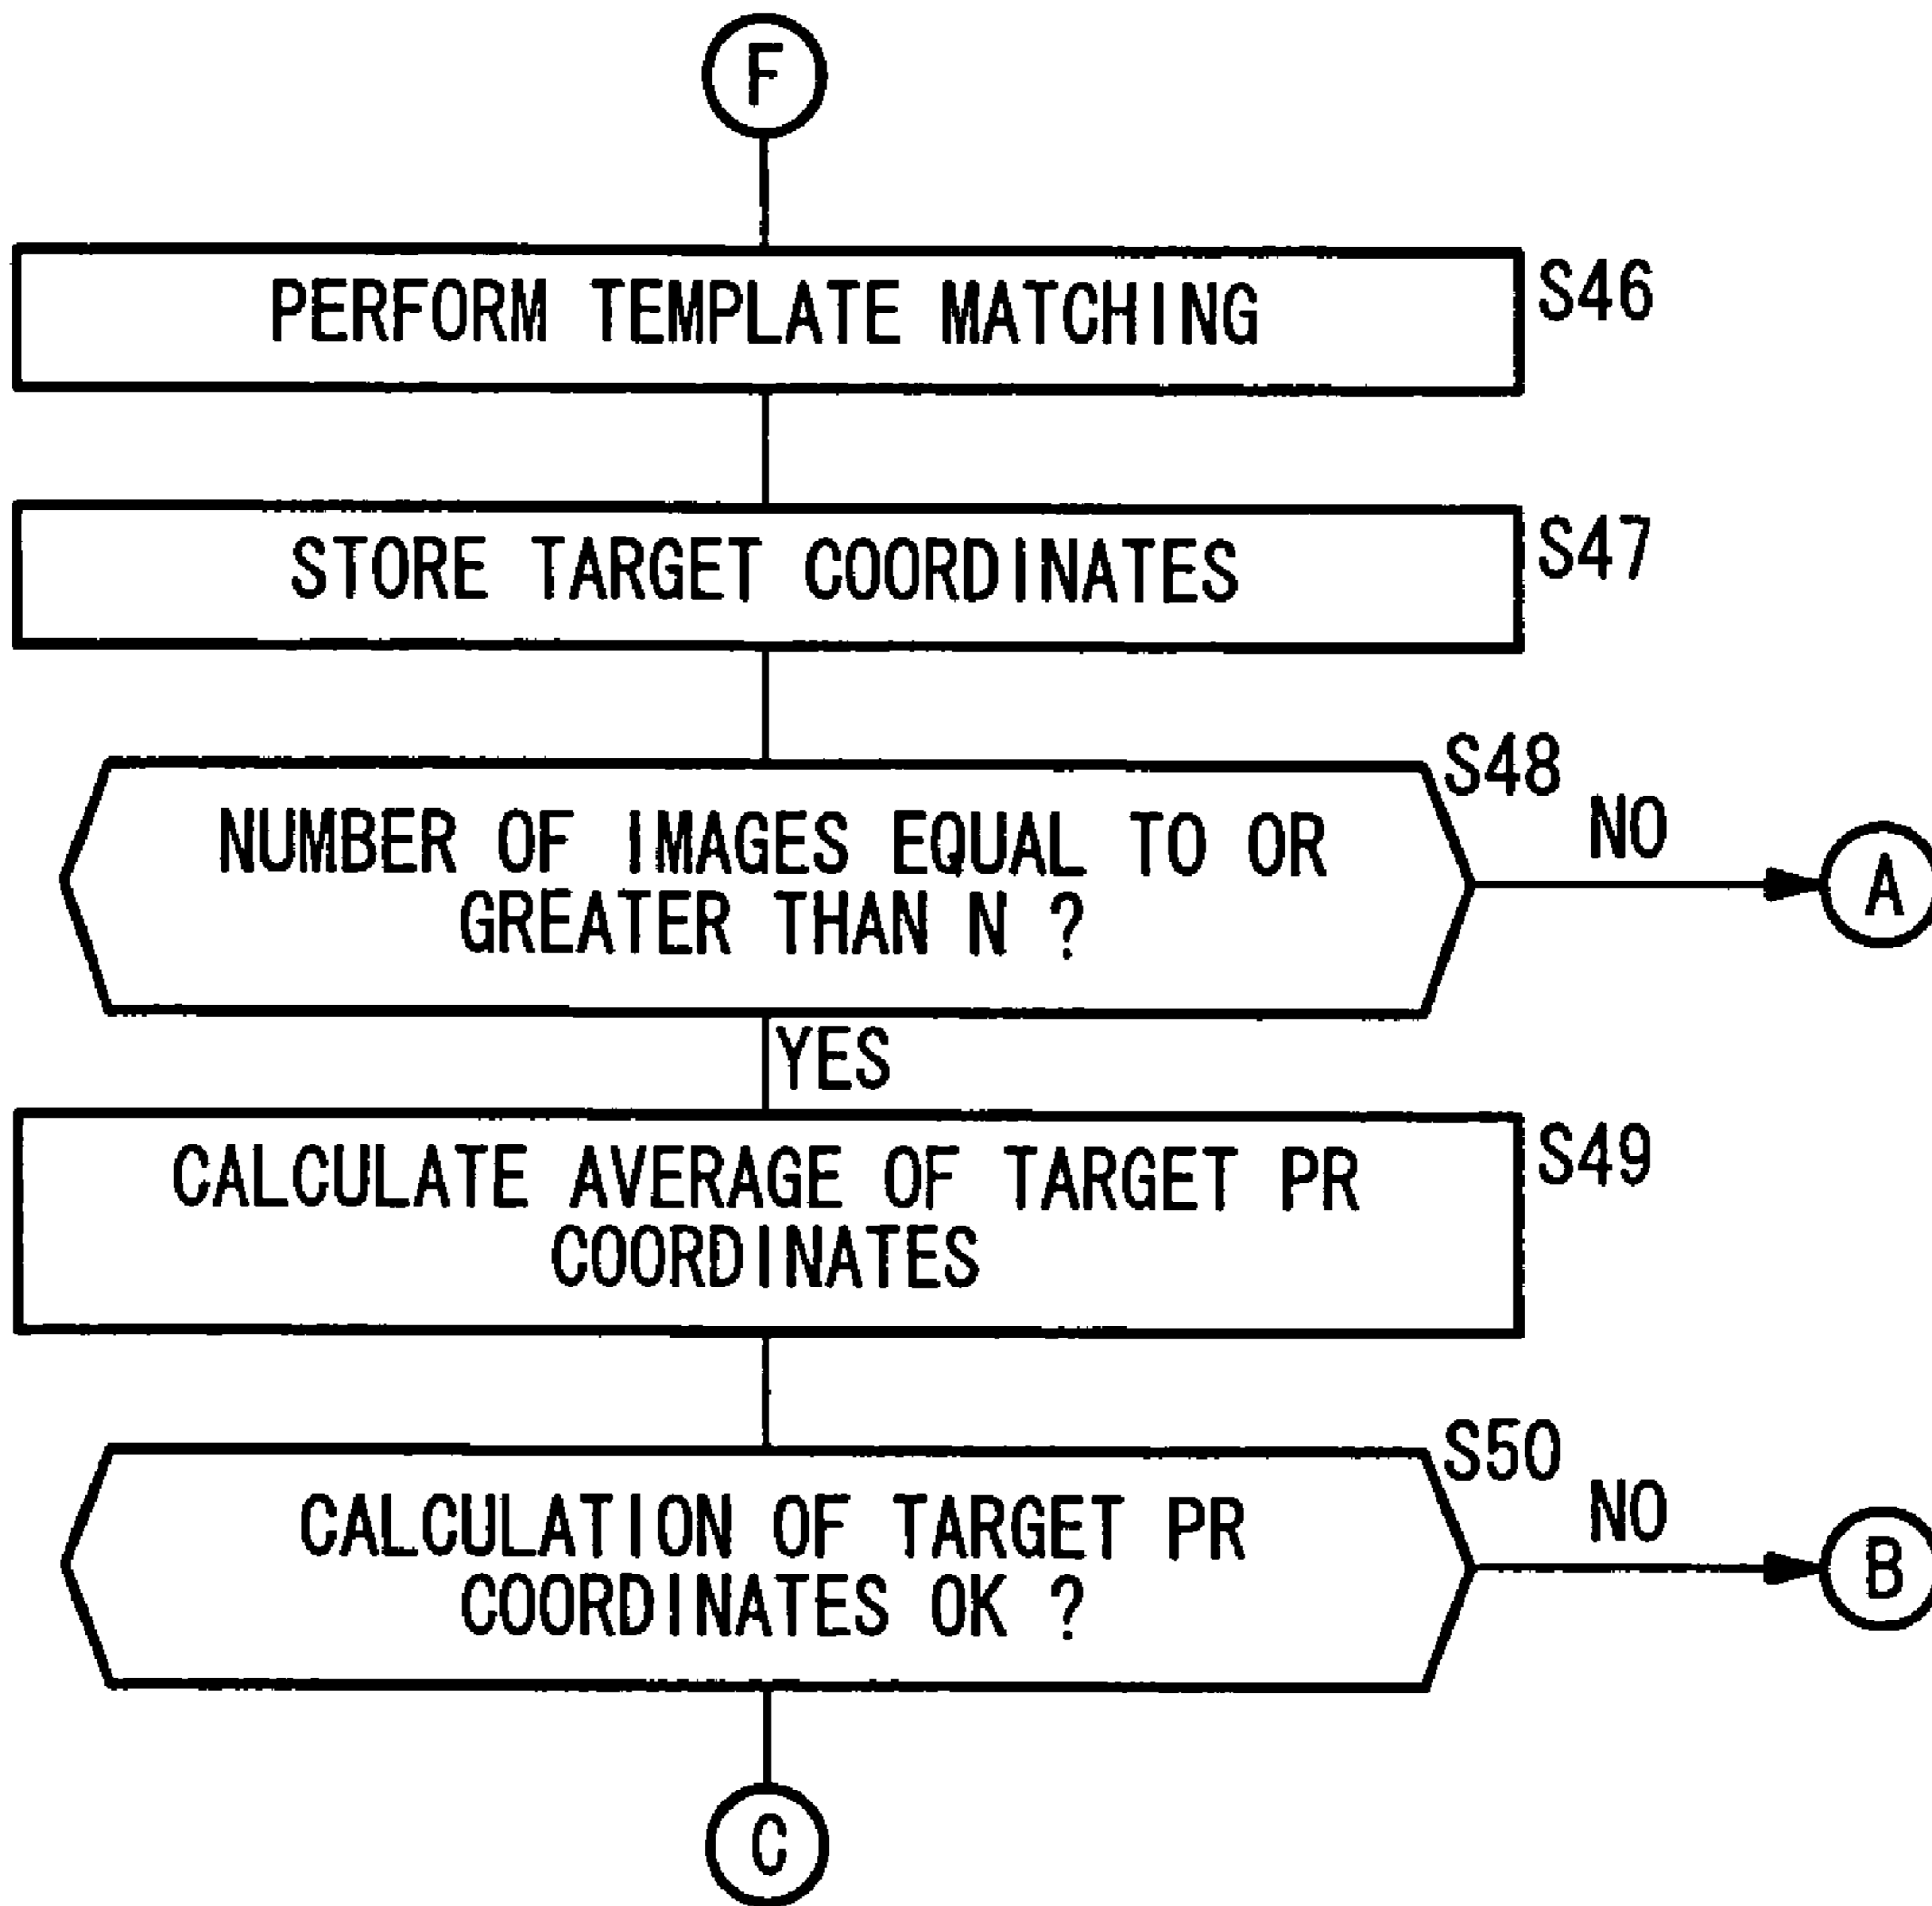 F
PERFORM TEMPLATE MATCHING
S46
STORE TARGET COORDINATES
S47
S48
NUMBER OF IMAGES EQUAL TO OR
GREATER THAN N ?
NO
A
YES
CALCULATE AVERAGE OF TARGET PR
COORDINATES
S49
S50
CALCULATION OF TARGET PR
COORDINATES OK ?
NO
B
C